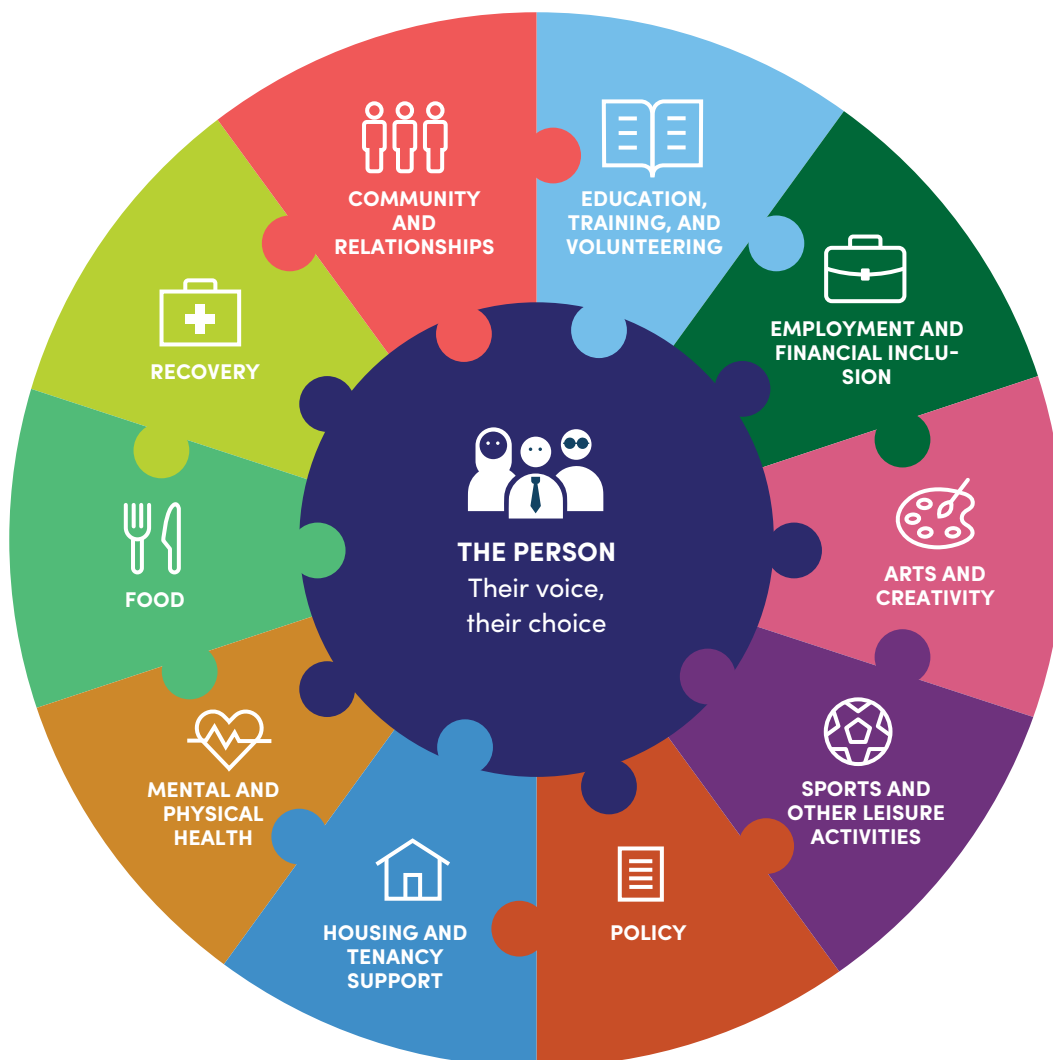 COMMUNITY
AND
RELATIONSHIPS
EDUCATION,
TRAINING, AND
VOLUNTEERING
EMPLOYMENT AND
FINANCIAL INCLU-
SION
ARTS AND
CREATIVITY
SPORTS AND
OTHER LEISURE
ACTIVITIES
POLICY
HOUSING AND
TENANCY
SUPPORT
MENTAL AND
PHYSICAL
HEALTH
FOOD
RECOVERY
THE PERSON
Their voice,
their choice